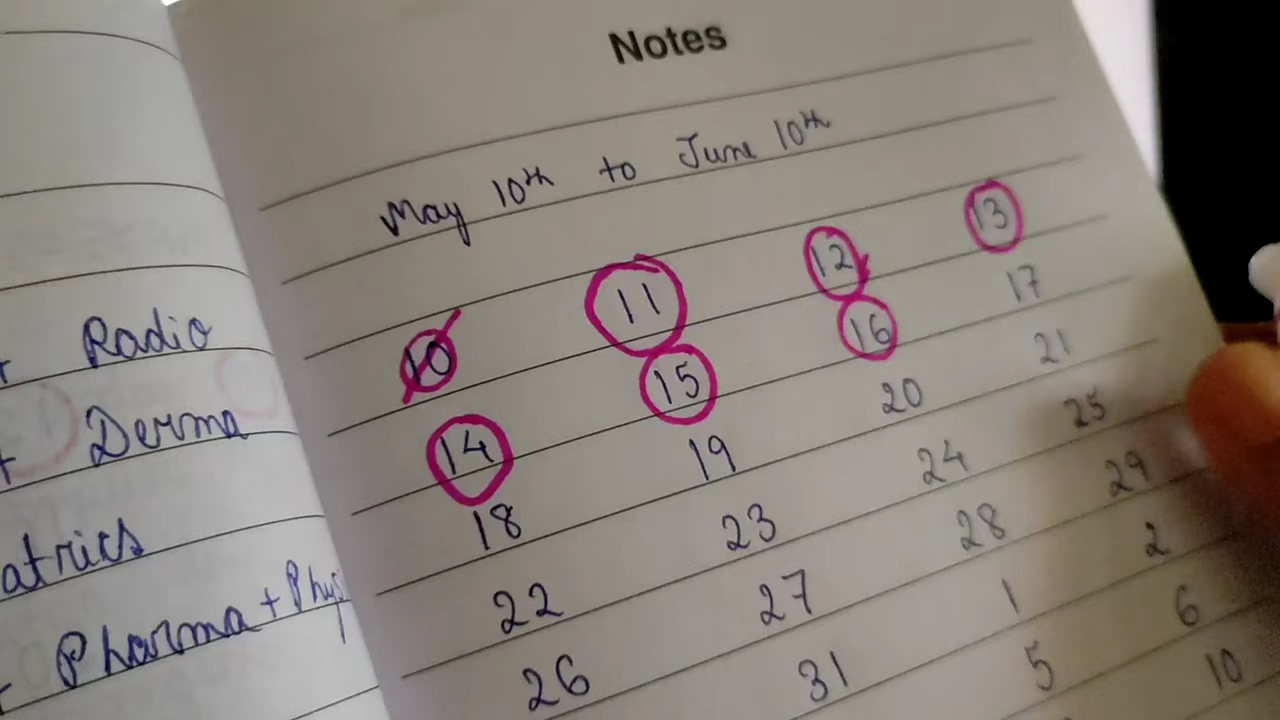 Notes
May 10th to June 10th
10 11 12 13
14 15 16 17
18 19 20 21
22 23 24 25
26 27 28 29
31 1 2
5 6
10
+ Radio
+ Derma
atrics
+ Pharma + Phys